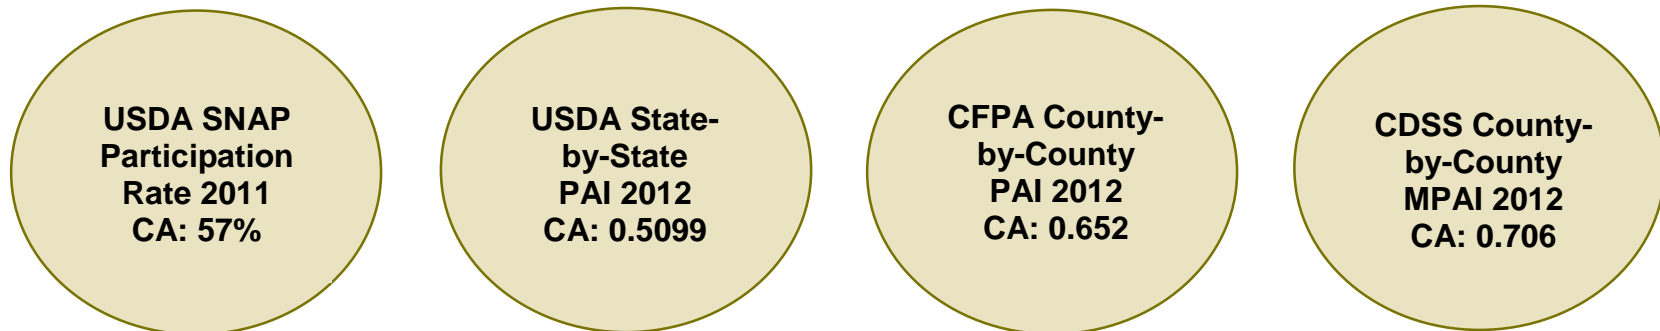 USDA SNAP
Participation
Rate 2011
CA: 57%
USDA State-
by-State
PAI 2012
CA: 0.5099
CFPA County-
by-County
PAI 2012
CA: 0.652
CDSS County-
by-County
MPAI 2012
CA: 0.706